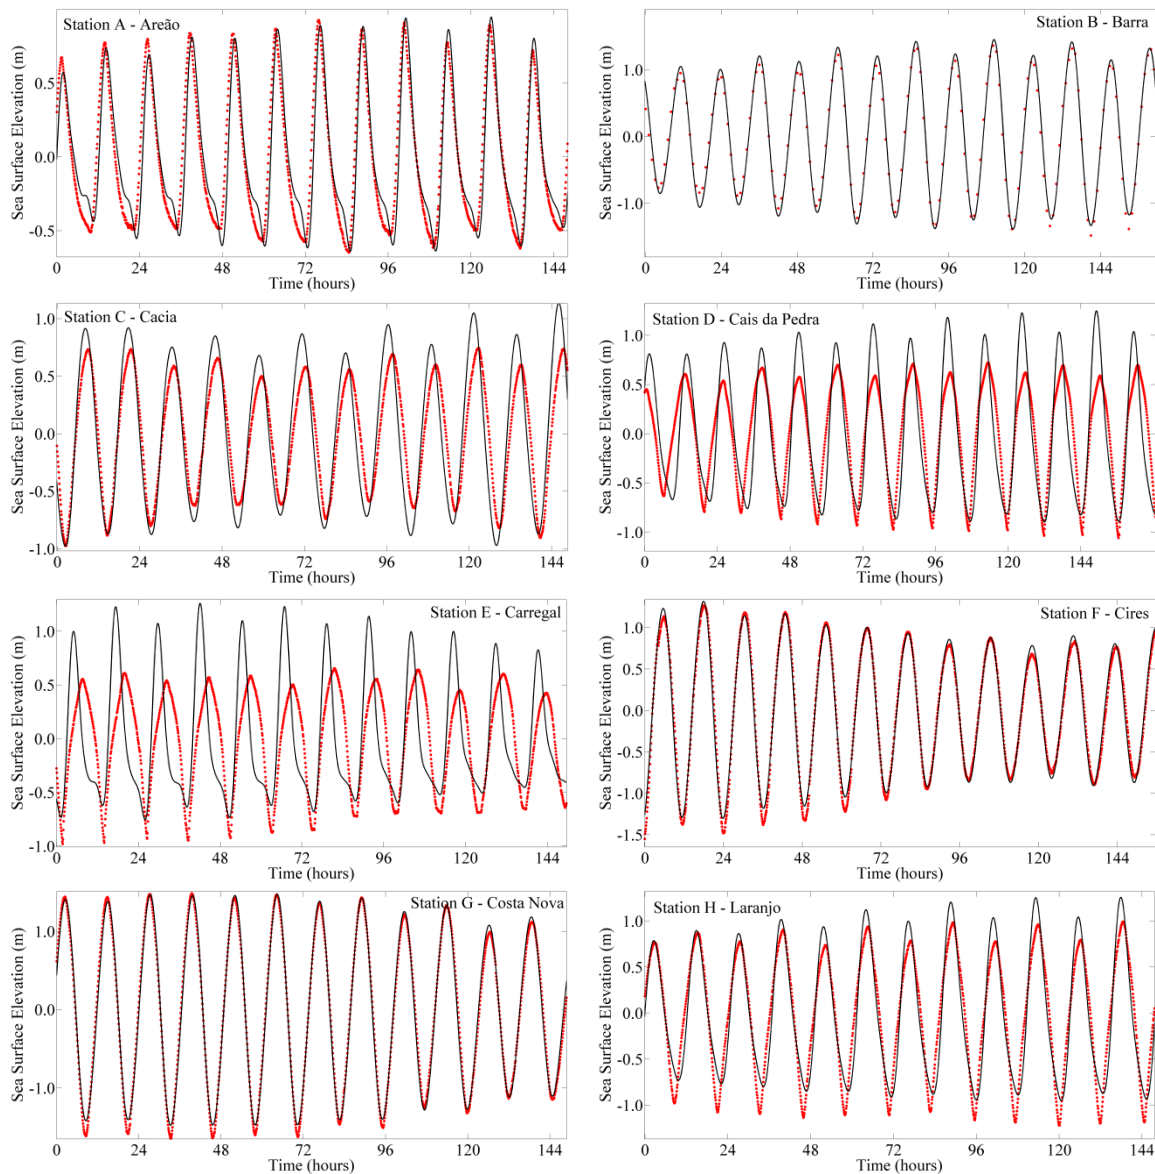 Station A - Areão
Sea Surface Elevation (m)
0.5
0.0
-0.5
0 24 48 72 96 120 144
Time (hours)
Station B - Barra
Sea Surface Elevation (m)
1.0
0.0
-1.0
0 24 48 72 96 120 144
Time (hours)
Station C - Cacia
Sea Surface Elevation (m)
1.0
0.5
0.0
-0.5
-1.0
0 24 48 72 96 120 144
Time (hours)
Station D - Cais da Pedra
Sea Surface Elevation (m)
1.0
0.5
0.0
-0.5
-1.0
0 24 48 72 96 120 144
Time (hours)
Station E - Carregal
Sea Surface Elevation (m)
1.0
0.5
0.0
-0.5
-1.0
0 24 48 72 96 120 144
Time (hours)
Station F - Cires
Sea Surface Elevation (m)
1.0
0.5
0.0
-0.5
-1.0
-1.5
0 24 48 72 96 120 144
Time (hours)
Station G - Costa Nova
Sea Surface Elevation (m)
1.0
0.0
-1.0
0 24 48 72 96 120 144
Time (hours)
Station H - Laranjo
Sea Surface Elevation (m)
1.0
0.5
0.0
-0.5
-1.0
0 24 48 72 96 120 144
Time (hours)